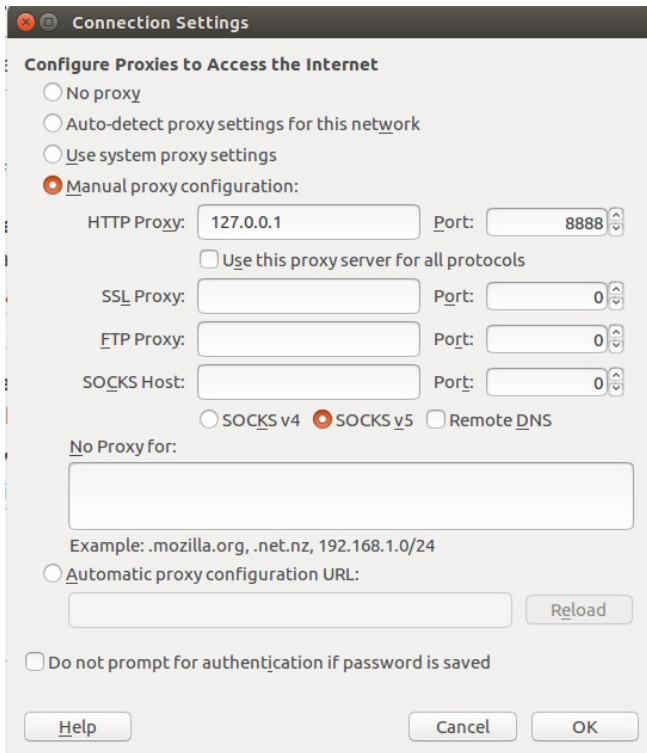 Connection Settings
Configure Proxies to Access the Internet
No proxy
Auto-detect proxy settings for this network
Use system proxy settings
Manual proxy configuration:
HTTP Proxy: 127.0.0.1 Port: 8888
Use this proxy server for all protocols
SSL Proxy: Port: 0
FTP Proxy: Port: 0
SOCKS Host: Port: 0
SOCKS v4 SOCKS v5 Remote DNS
No Proxy for:
Example: .mozilla.org, .net.nz, 192.168.1.0/24
Automatic proxy configuration URL:
Reload
Do not prompt for authentication if password is saved
Help Cancel OK